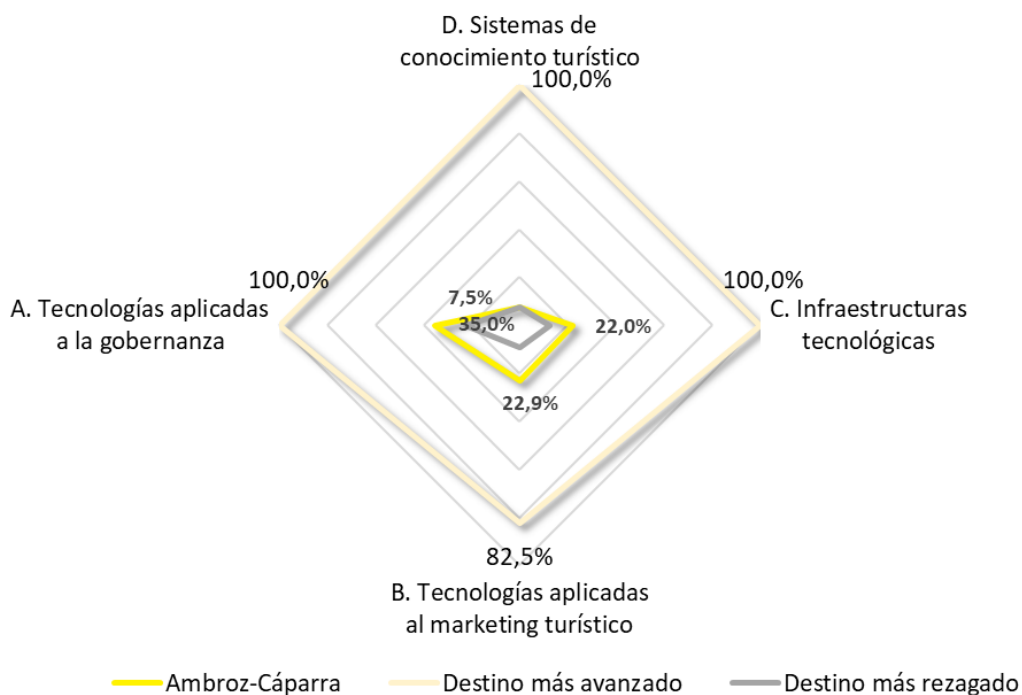 D. Sistemas de
conocimiento turístico
100,0%
100,0%
100,0%
A. Tecnologías aplicadas
a la gobernanza
7,5%
35,0%
22,0%
C. Infraestructuras
tecnológicas
22,9%
82,5%
B. Tecnologías aplicadas
al marketing turístico
Ambroz-Cáparra
Destino más avanzado
Destino más rezagado